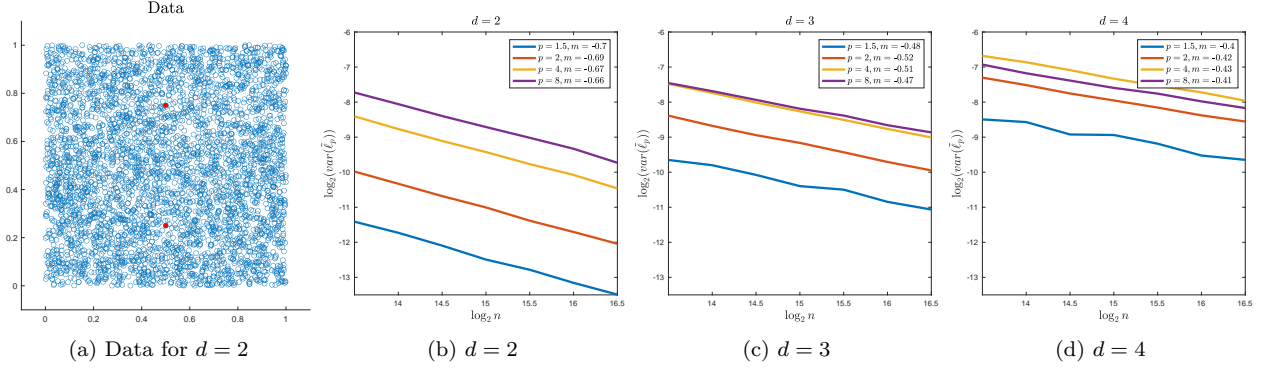 Data
1
0.8
0.6
0.4
0.2
0
0
0.2
0.4
0.6
0.8
1
(a) Data for d = 2
d = 2
p = 1.5, m = -0.7
p = 2, m = -0.69
p = 4, m = -0.67
p = 8, m = -0.66
-6
-7
-8
-9
-10
-11
-12
-13
log₂(var(ℓ̃ₚ))
14
14.5
15
15.5
16
16.5
log₂ n
(b) d = 2
d = 3
p = 1.5, m = -0.48
p = 2, m = -0.52
p = 4, m = -0.51
p = 8, m = -0.47
-6
-7
-8
-9
-10
-11
-12
-13
log₂(var(ℓ̃ₚ))
14
14.5
15
15.5
16
16.5
log₂ n
(c) d = 3
d = 4
p = 1.5, m = -0.4
p = 2, m = -0.42
p = 4, m = -0.43
p = 8, m = -0.41
-6
-7
-8
-9
-10
-11
-12
-13
log₂(var(ℓ̃ₚ))
14
14.5
15
15.5
16
16.5
log₂ n
(d) d = 4